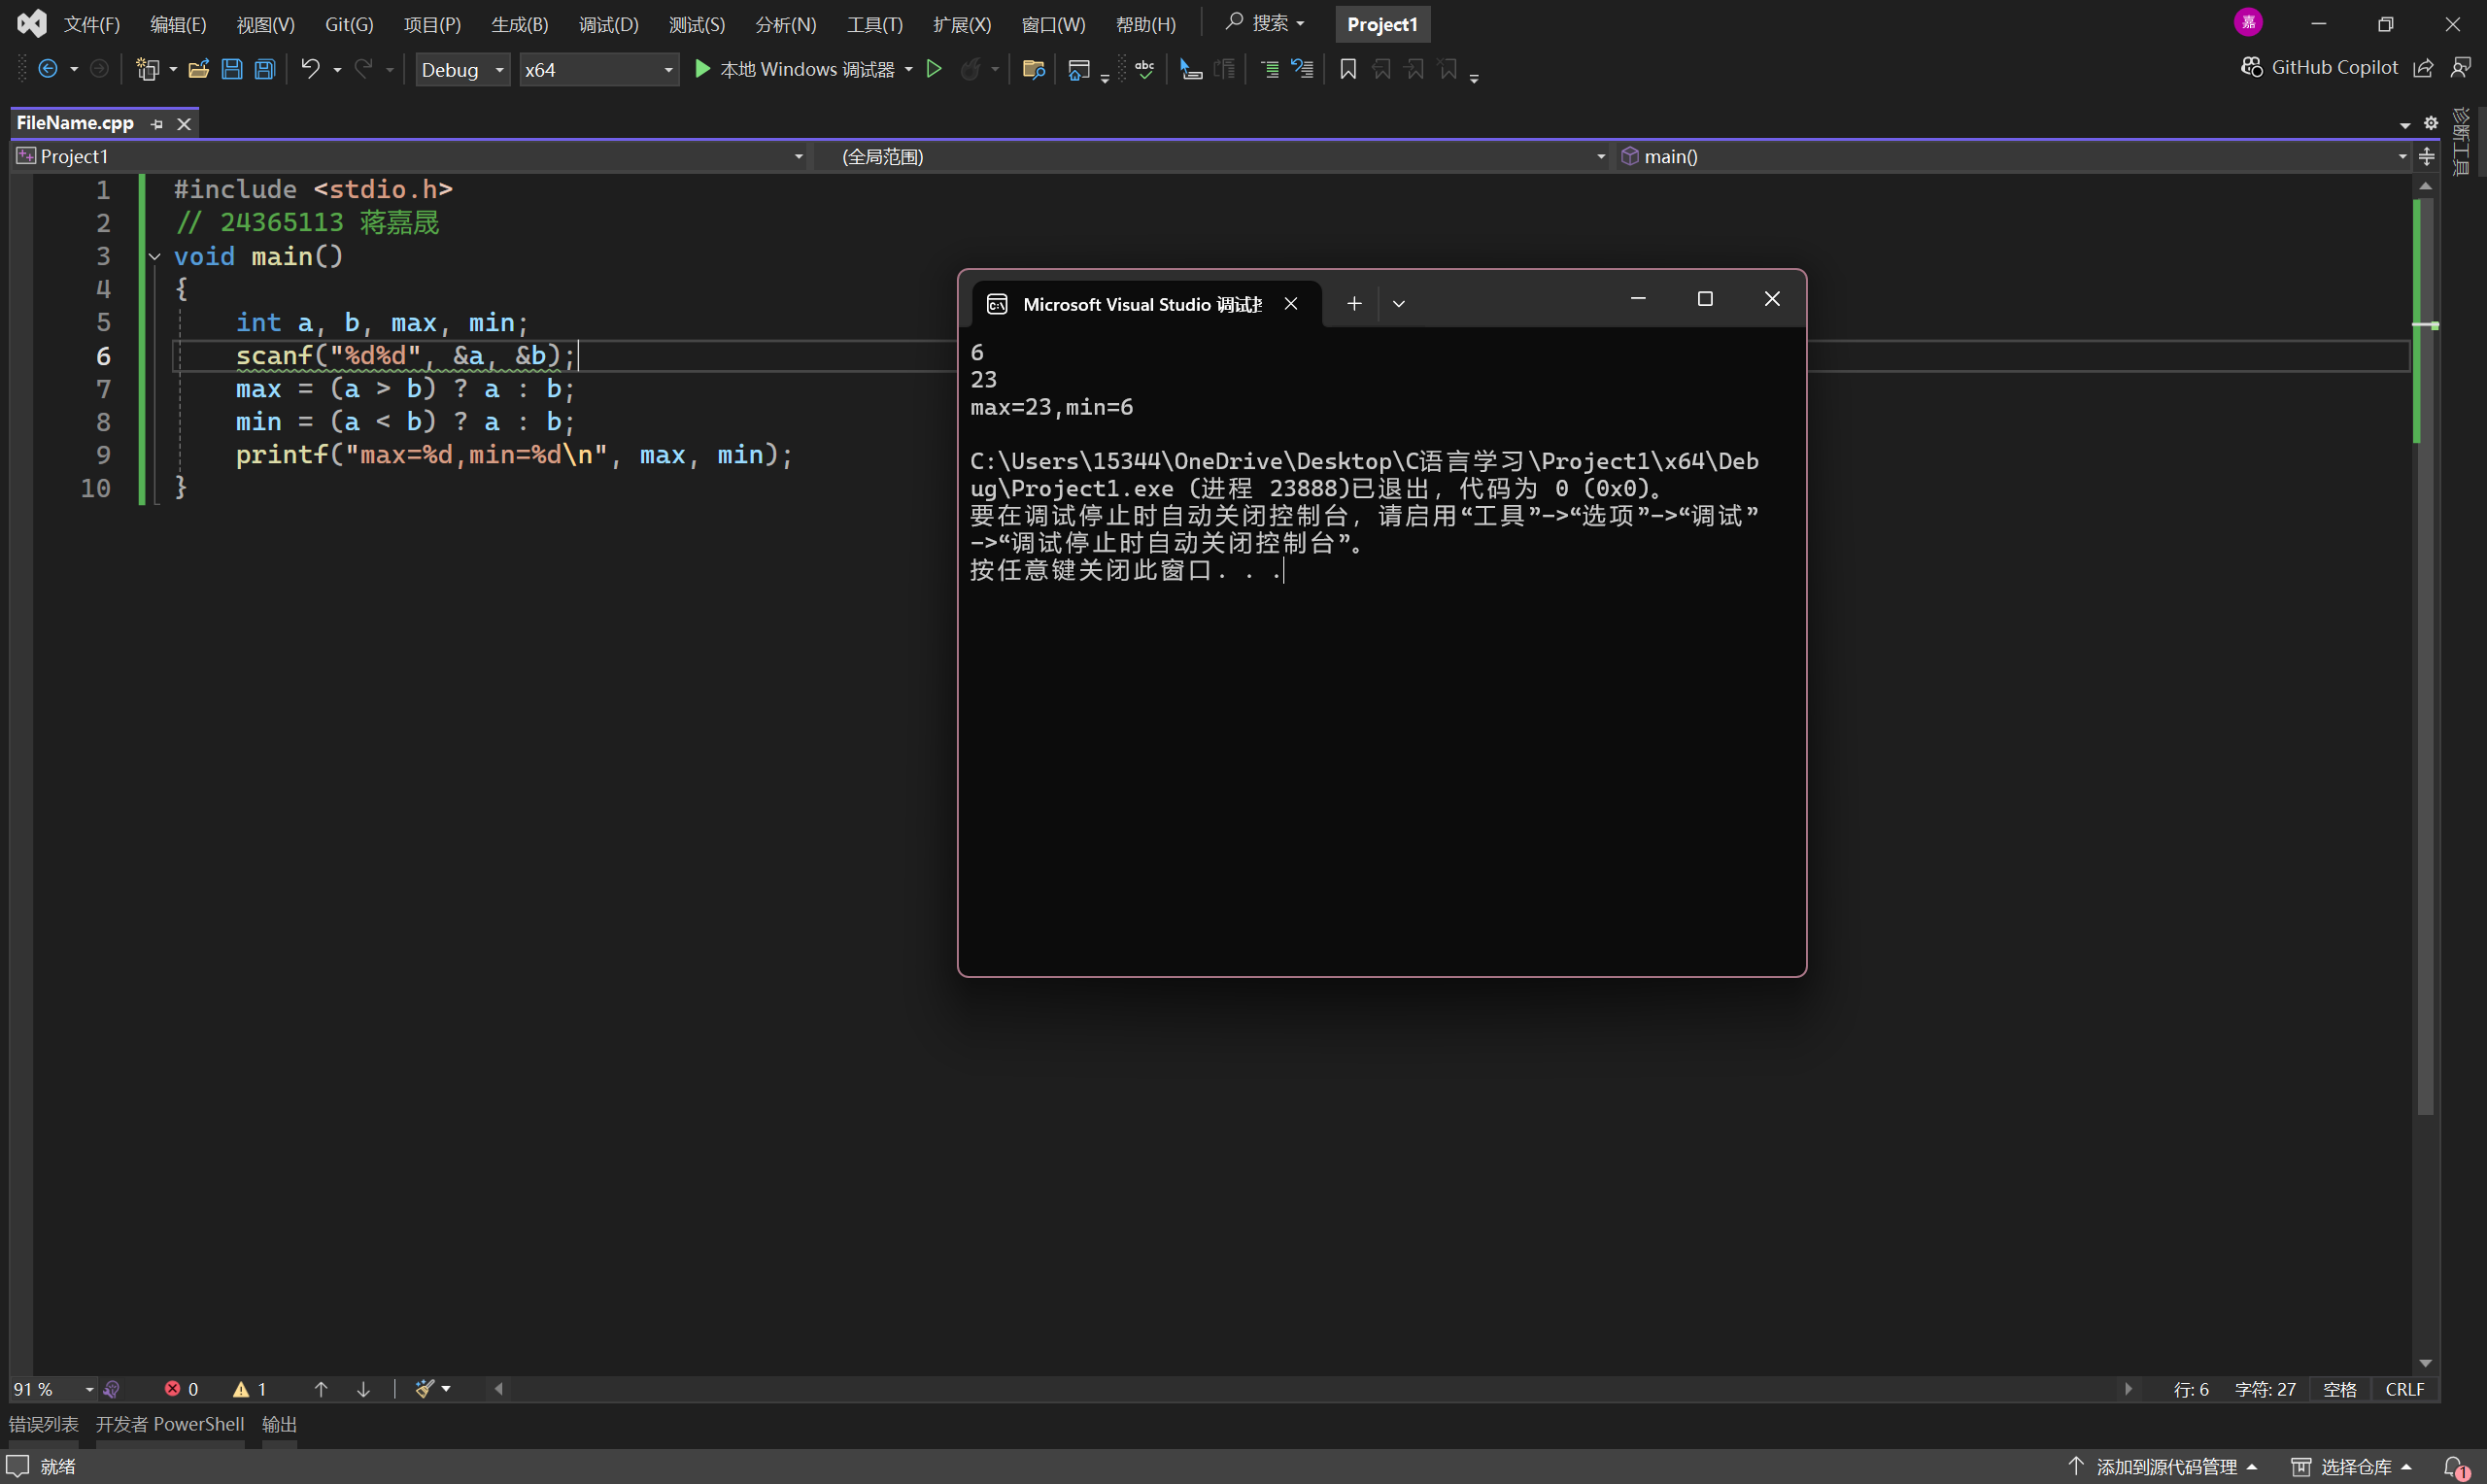 文件(F) 编辑(E) 视图(V) Git(G) 项目(P) 生成(B) 调试(D) 测试(S) 分析(N) 工具(T) 扩展(X) 窗口(W) 帮助(H) 搜索 Project1 嘉
Debug x64 本地 Windows 调试器 abc GitHub Copilot
FileName.cpp
诊断工具
Project1 (全局范围) main()
1 #include <stdio.h>
2 // 24365113 蒋嘉晟
3 void main()
4 {
5 int a, b, max, min;
6 scanf("%d%d", &a, &b);
7 max = (a > b) ? a : b;
8 min = (a < b) ? a : b;
9 printf("max=%d,min=%d\n", max, min);
10 }
Microsoft Visual Studio 调试
6
23
max=23,min=6
C:\Users\15344\OneDrive\Desktop\C语言学习\Project1\x64\Deb
ug\Project1.exe (进程 23888)已退出，代码为 0 (0x0)。
要在调试停止时自动关闭控制台，请启用“工具”->“选项”->“调试”
->“调试停止时自动关闭控制台”。
按任意键关闭此窗口. . .
91 % 0 1 行: 6 字符: 27 空格 CRLF
错误列表 开发者 PowerShell 输出
就绪 添加到源代码管理 选择仓库 1